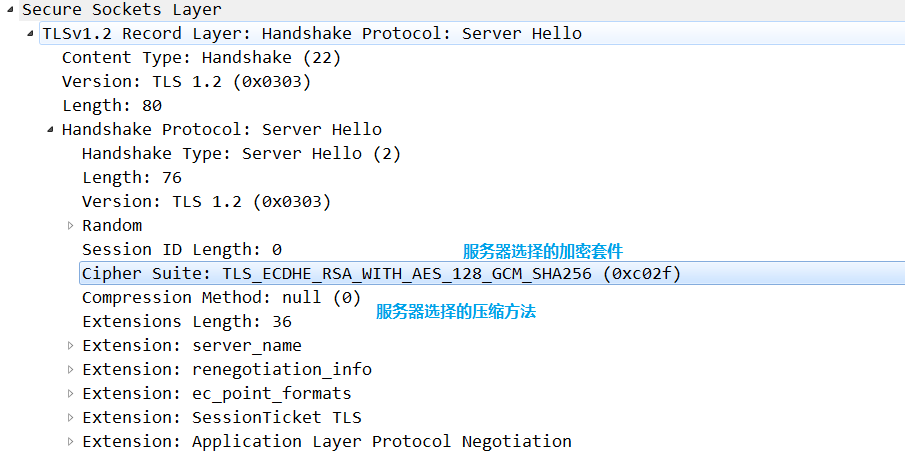 Secure Sockets Layer
TLSv1.2 Record Layer: Handshake Protocol: Server Hello
Content Type: Handshake (22)
Version: TLS 1.2 (0x0303)
Length: 80
Handshake Protocol: Server Hello
Handshake Type: Server Hello (2)
Length: 76
Version: TLS 1.2 (0x0303)
Random
Session ID Length: 0
服务器选择的加密套件
Cipher Suite: TLS_ECDHE_RSA_WITH_AES_128_GCM_SHA256 (0xc02f)
Compression Method: null (0)
服务器选择的压缩方法
Extensions Length: 36
Extension: server_name
Extension: renegotiation_info
Extension: ec_point_formats
Extension: SessionTicket TLS
Extension: Application Layer Protocol Negotiation